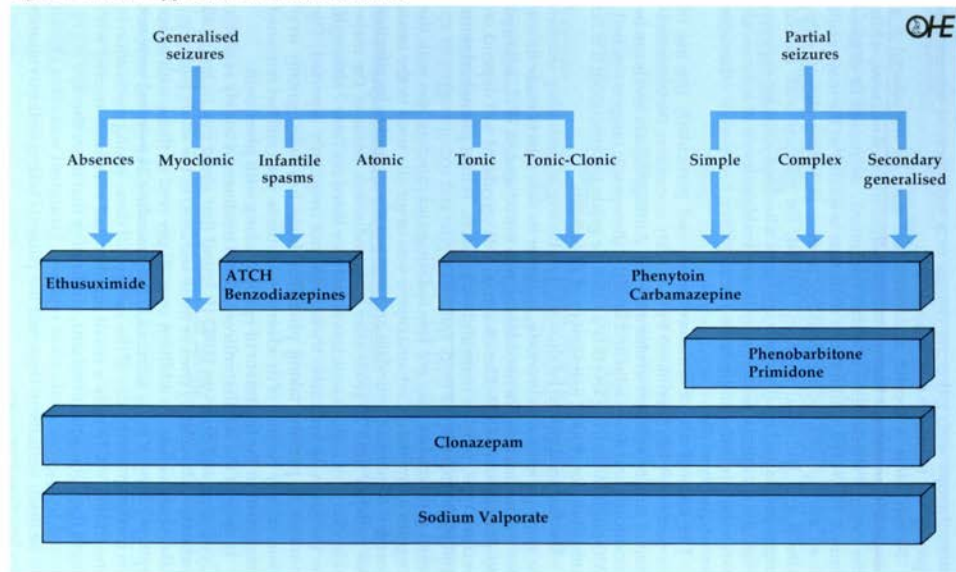 OHE
Generalised
seizures
Partial
seizures
Absences
Myoclonic
Infantile
spasms
Atonic
Tonic
Tonic-Clonic
Simple
Complex
Secondary
generalised
Ethusuximide
ATCH
Benzodiazepines
Phenytoin
Carbamazepine
Phenobarbitone
Primidone
Clonazepam
Sodium Valporate